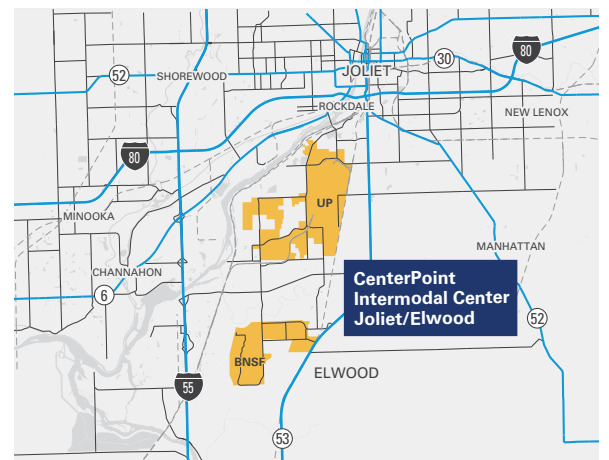 80
30
JOLIET
52
SHOREWOOD
ROCKDALE
NEW LENOX
80
UP
MINOOKA
MANHATTAN
CHANNAHON
CenterPoint
Intermodal Center
Joliet/Elwood
6
52
BNSF
ELWOOD
55
53